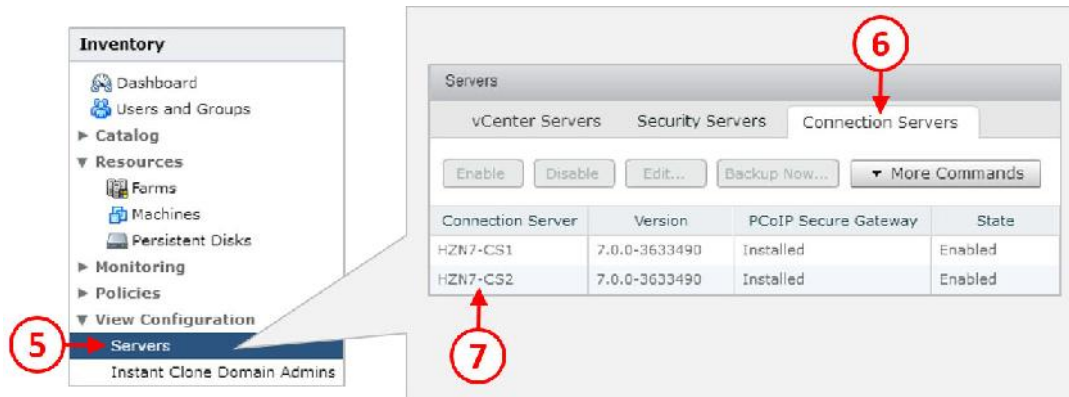 Inventory
Dashboard
Users and Groups
▶ Catalog
▼ Resources
Farms
Machines
Persistent Disks
▶ Monitoring
▶ Policies
▼ View Configuration
5
Servers
Instant Clone Domain Admins
6
Servers
vCenter Servers Security Servers Connection Servers
Enable Disable Edit... Backup Now... ▼ More Commands
Connection Server Version PCoIP Secure Gateway State
HZN7-CS1 7.0.0-3633490 Installed Enabled
HZN7-CS2 7.0.0-3633490 Installed Enabled
7